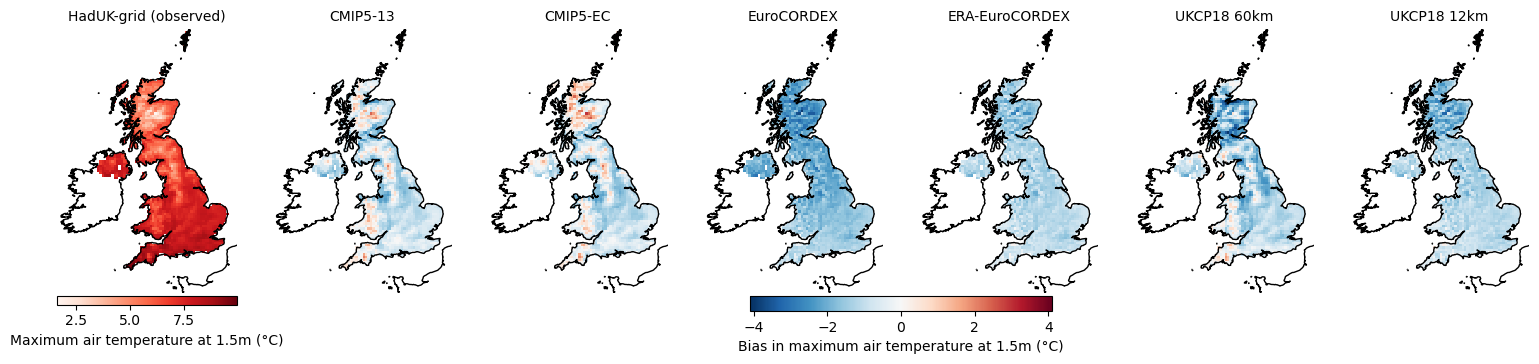 HadUK-grid (observed)
CMIP5-13
CMIP5-EC
EuroCORDEX
ERA-EuroCORDEX
UKCP18 60km
UKCP18 12km
2.5 5.0 7.5
Maximum air temperature at 1.5m (°C)
−4 −2 0 2 4
Bias in maximum air temperature at 1.5m (°C)